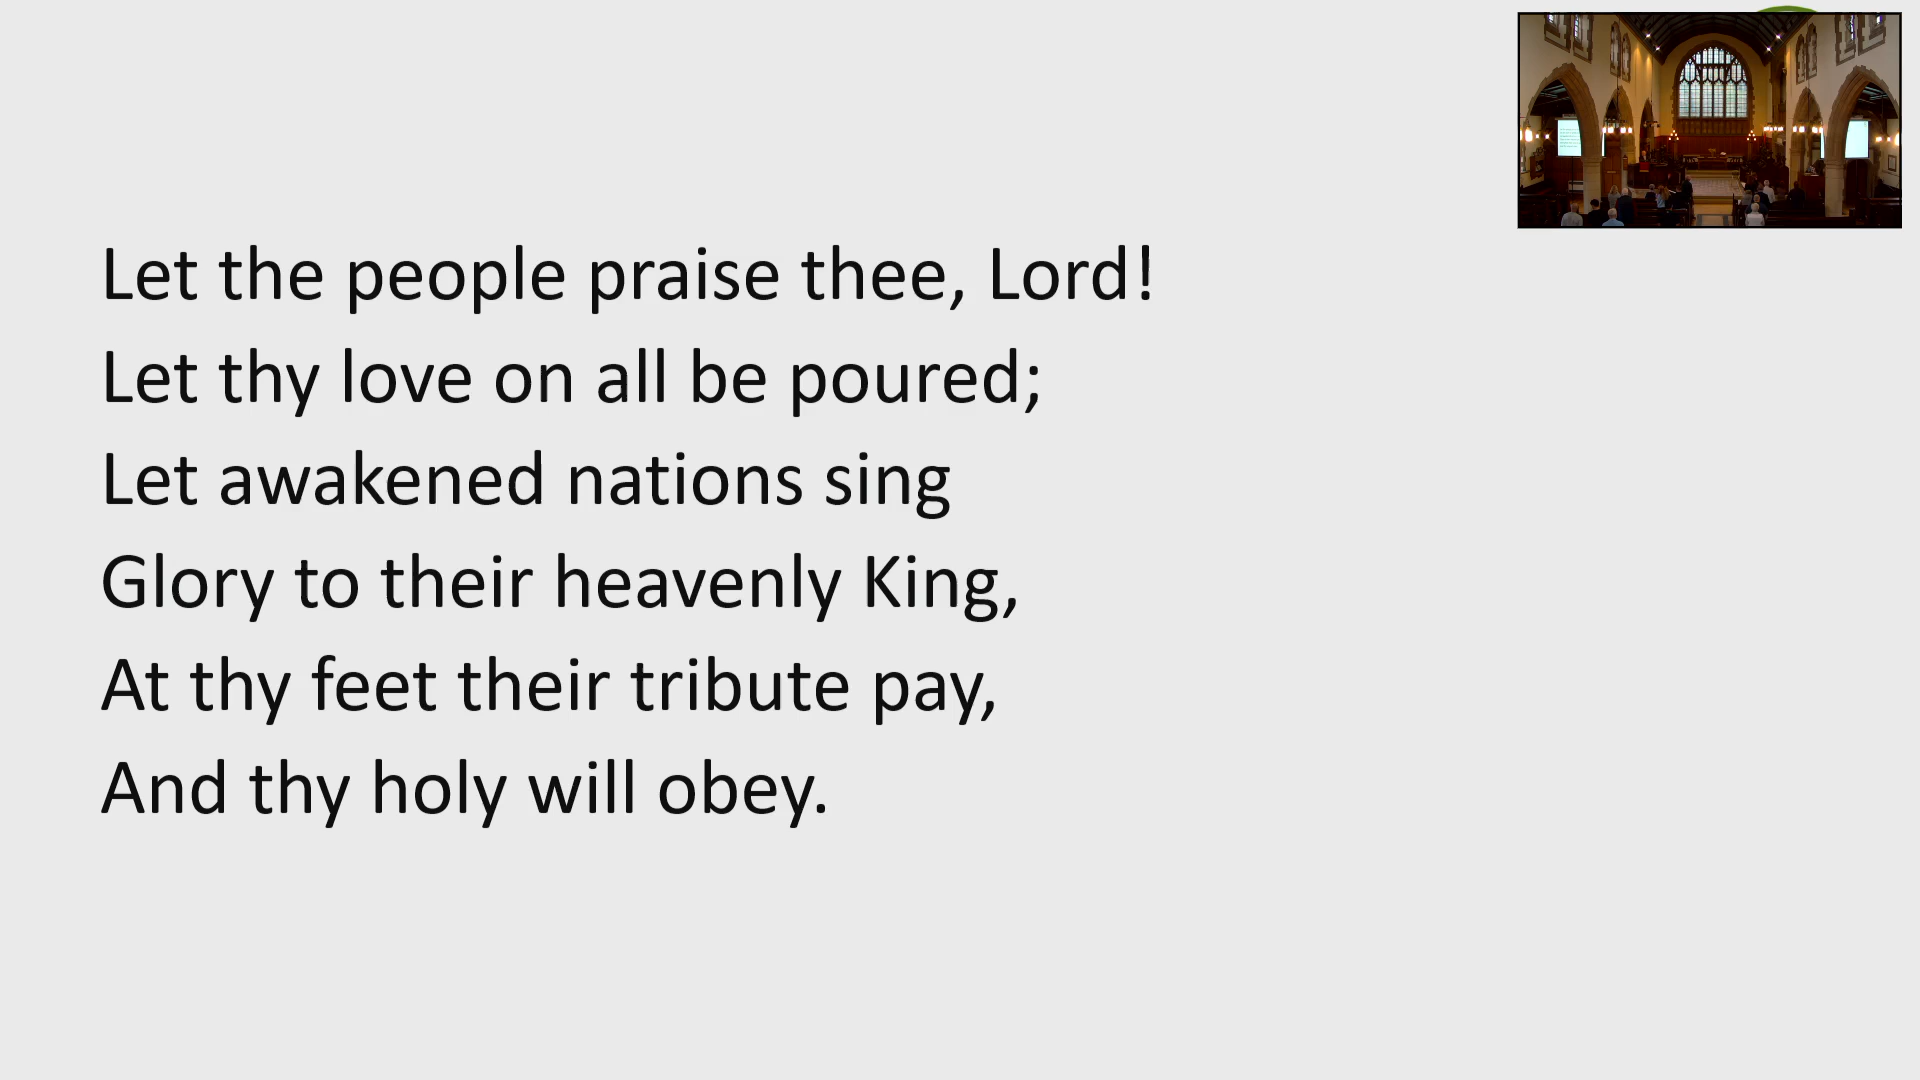 Let the people praise thee, Lord!
Let thy love on all be poured;
Let awakened nations sing
Glory to their heavenly King,
At thy feet their tribute pay,
And thy holy will obey.